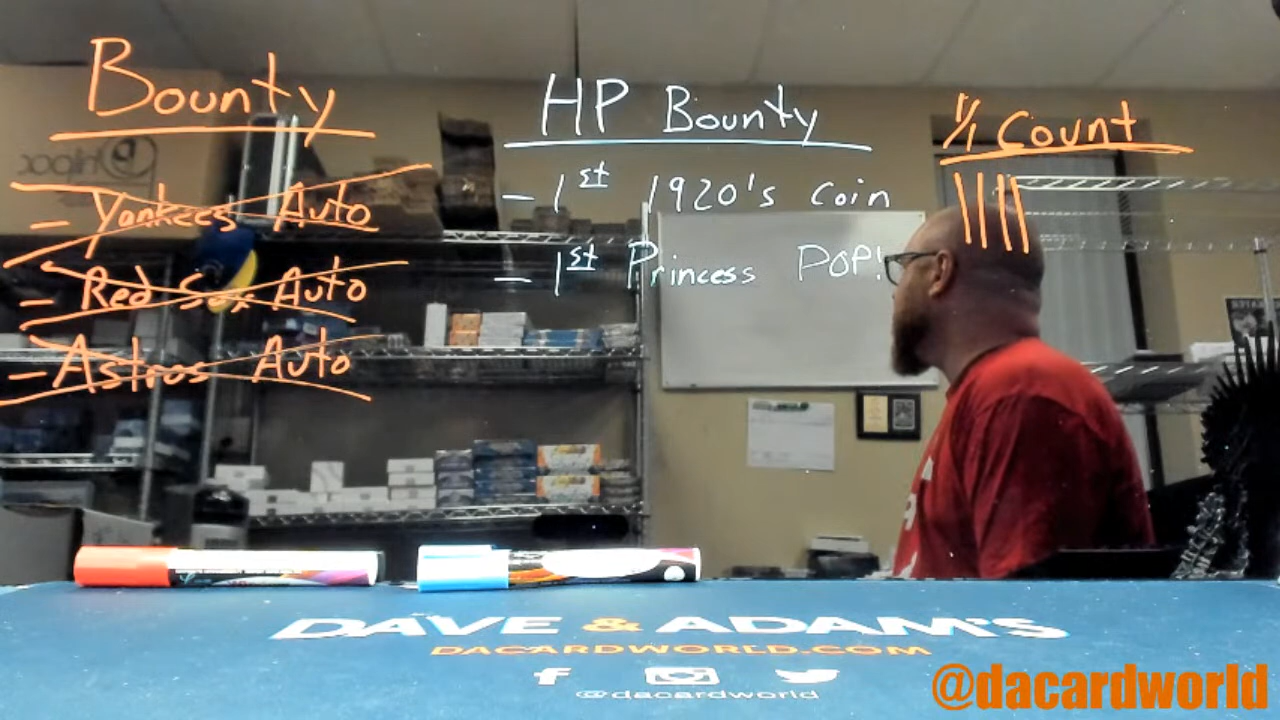 Bounty
- Yankees Auto
- Red Sox Auto
- Astros Auto
HP Bounty
- 1st 1920's Coin
- 1st Princess POP!
1/1 Count
||||
DAVE & ADAM'S
DACARDWORLD.COM
@dacardworld
@dacardworld